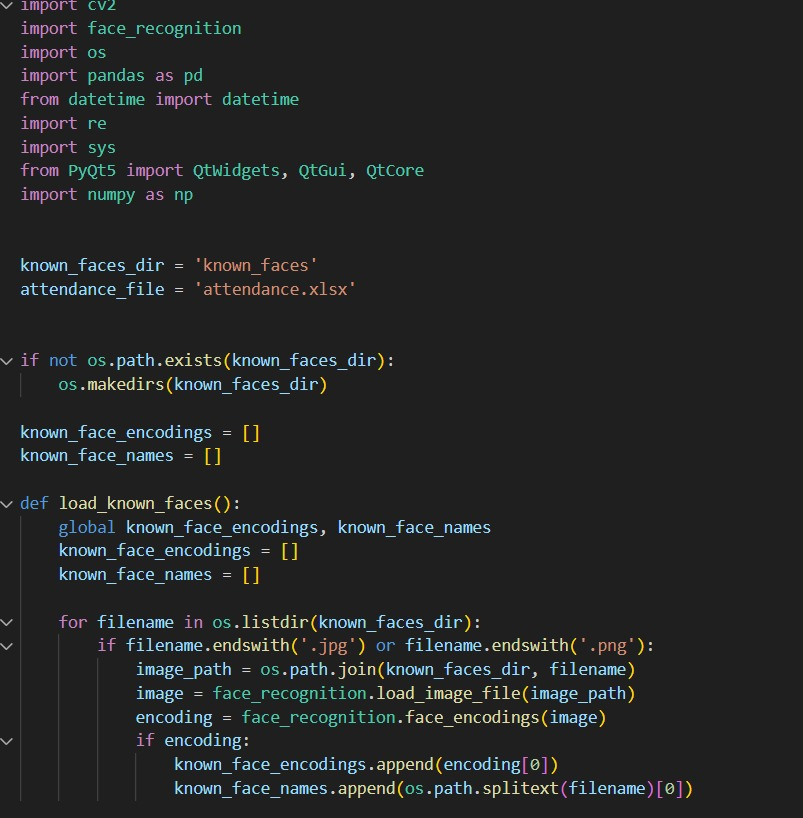 import cv2
import face_recognition
import os
import pandas as pd
from datetime import datetime
import re
import sys
from PyQt5 import QtWidgets, QtGui, QtCore
import numpy as np
known_faces_dir = 'known_faces'
attendance_file = 'attendance.xlsx'
if not os.path.exists(known_faces_dir):
    os.makedirs(known_faces_dir)
known_face_encodings = []
known_face_names = []
def load_known_faces():
    global known_face_encodings, known_face_names
    known_face_encodings = []
    known_face_names = []
    for filename in os.listdir(known_faces_dir):
        if filename.endswith('.jpg') or filename.endswith('.png'):
            image_path = os.path.join(known_faces_dir, filename)
            image = face_recognition.load_image_file(image_path)
            encoding = face_recognition.face_encodings(image)
            if encoding:
                known_face_encodings.append(encoding[0])
                known_face_names.append(os.path.splitext(filename)[0])